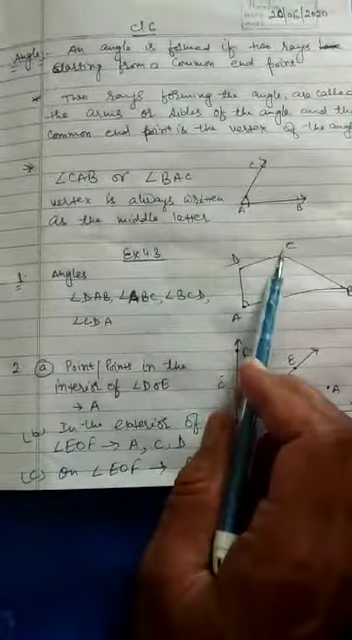 C/6
20/06/2020
Angle:- An angle is formed if two rays
starting from a common end point
* Two rays forming the angle, are called
the arms or sides of the angle and the
common end point is the vertex of the angle
* ∠CAB or ∠BAC
vertex is always written
as the middle letter
C
A
B
Ex 4.3
1. Angles
∠DAB, ∠ABC, ∠BCD,
∠CDA
D
C
A
B
2. (a) Point/Points in the
interior of ∠DOE
→ A
(b) In the exterior of
∠EOF → A, C, D
(c) On ∠EOF →
E
A
C